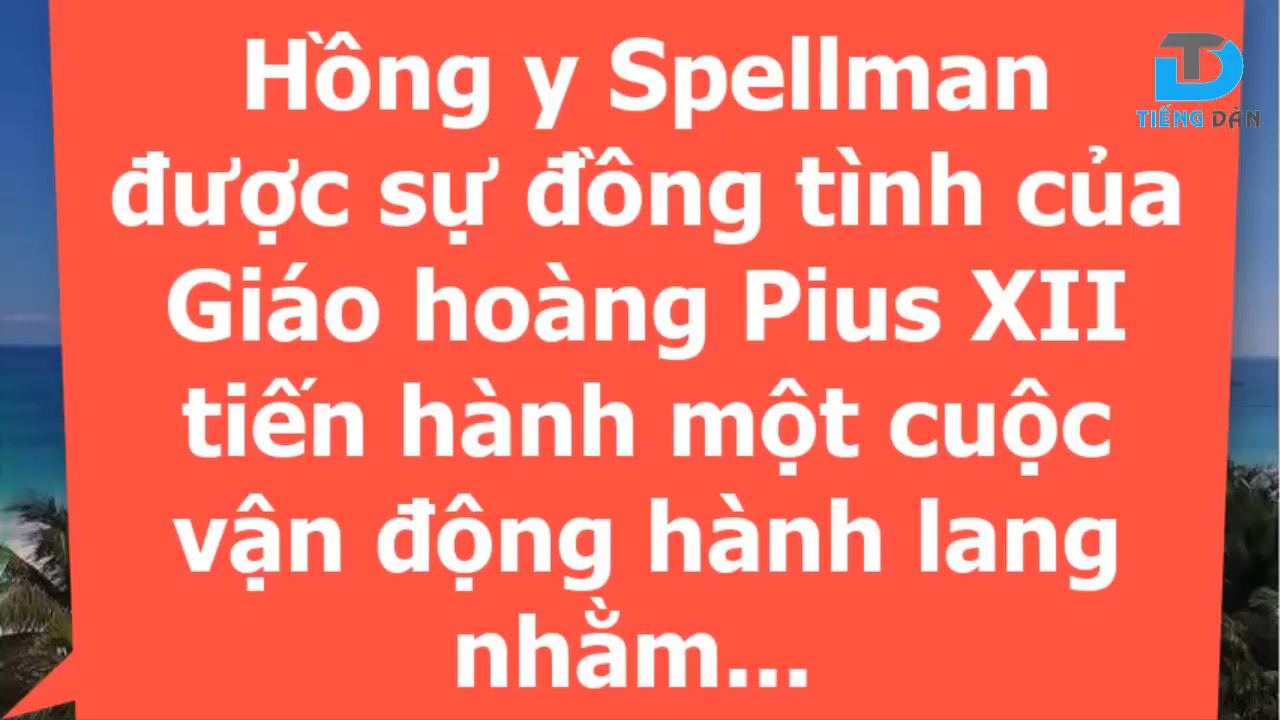 Hồng y Spellman
được sự đồng tình của
Giáo hoàng Pius XII
tiến hành một cuộc
vận động hành lang
nhằm...
TD
TIẾNG DÂN